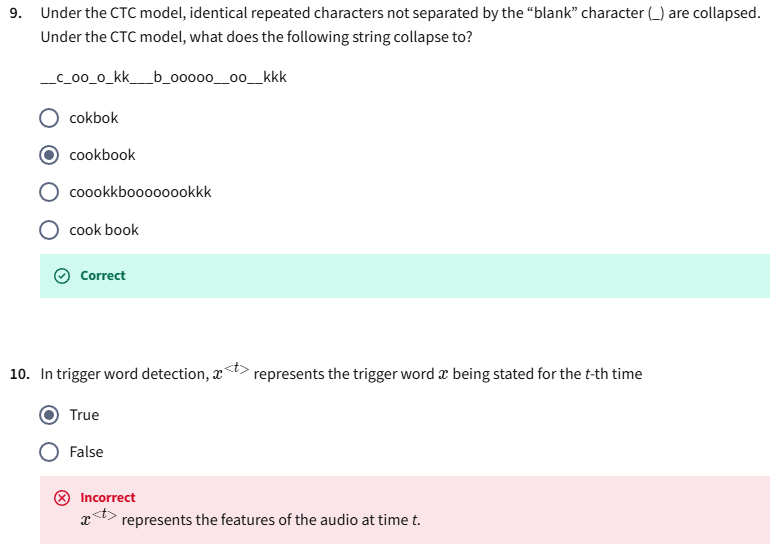 9. Under the CTC model, identical repeated characters not separated by the “blank” character (_) are collapsed.
Under the CTC model, what does the following string collapse to?
__c_oo_o_kk___b_ooooo__oo__kkk
cokbok
cookbook
coookkboooooookkk
cook book
Correct
10. In trigger word detection, x^{<t>} represents the trigger word x being stated for the t-th time
True
False
Incorrect
x^{<t>} represents the features of the audio at time t.